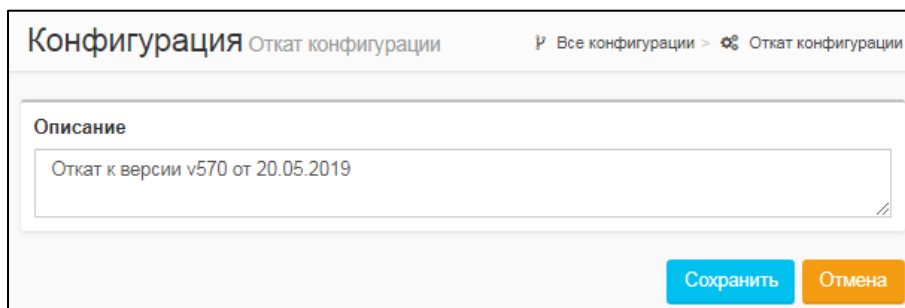 Конфигурация Откат конфигурации
Все конфигурации > Откат конфигурации
Описание
Откат к версии v570 от 20.05.2019
Сохранить
Отмена